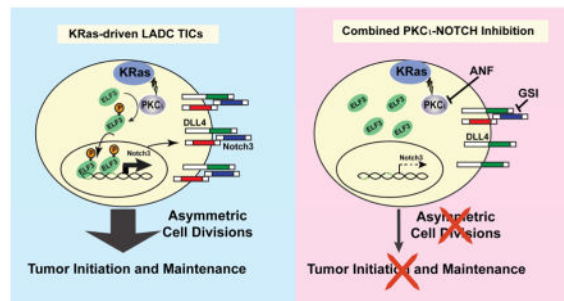 KRas-driven LADC TICs
KRas
ELF3
P
PKCι
ELF3
DLL4
Notch3
P
P
ELF3
ELF3
Notch3
Asymmetric
Cell Divisions
Tumor Initiation and Maintenance
Combined PKCι-NOTCH Inhibition
KRas
ANF
PKCι
GSI
ELF3
ELF3
ELF3
ELF3
ELF3
DLL4
Notch3
Asymmetric
Cell Divisions
Tumor Initiation and Maintenance